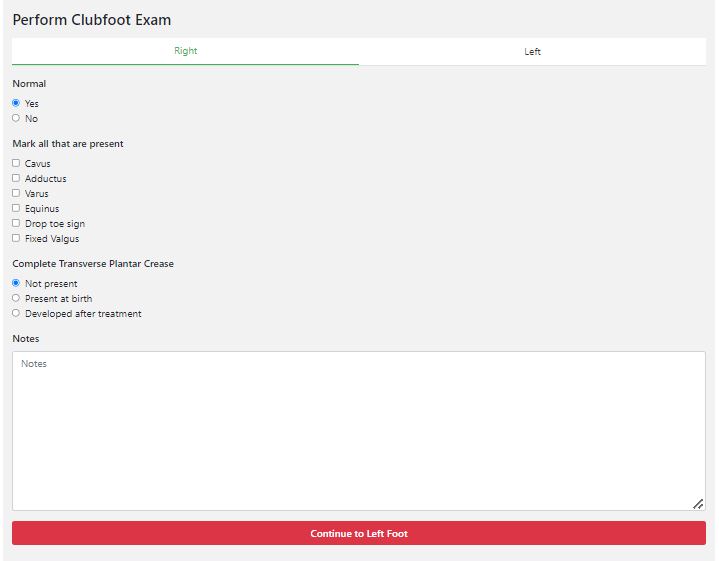 Perform Clubfoot Exam
Right Left
Normal
Yes
No
Mark all that are present
Cavus
Adductus
Varus
Equinus
Drop toe sign
Fixed Valgus
Complete Transverse Plantar Crease
Not present
Present at birth
Developed after treatment
Notes
Notes
Continue to Left Foot